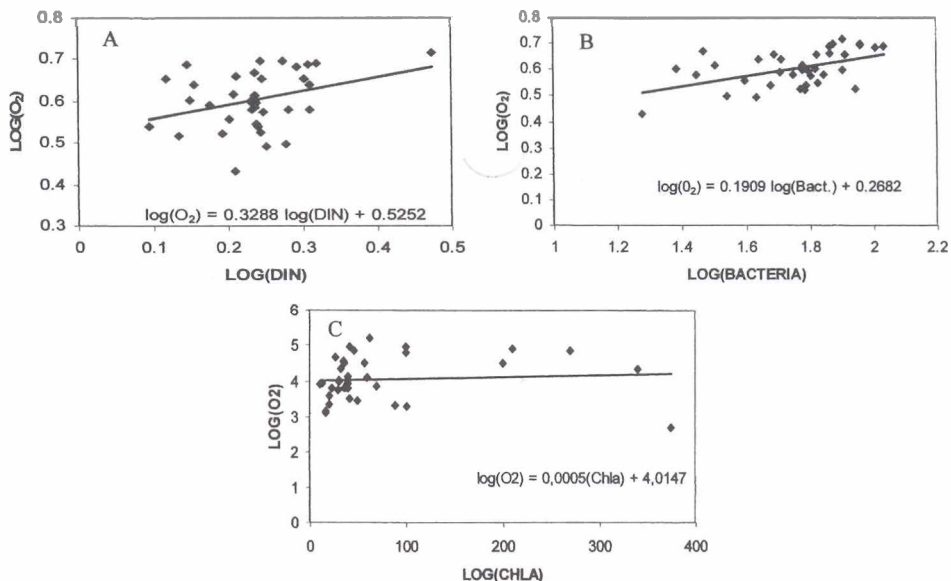 A
LOG(O₂)
0.8
0.7
0.6
0.5
0.4
0.3
log(O₂) = 0.3288 log(DIN) + 0.5252
0 0.1 0.2 0.3 0.4 0.5
LOG(DIN)
B
LOG(O₂)
0.8
0.7
0.6
0.5
0.4
0.3
0.2
0.1
0
log(0₂) = 0.1909 log(Bact.) + 0.2682
1 1.2 1.4 1.6 1.8 2 2.2
LOG(BACTERIA)
C
LOG(O2)
6
5
4
3
2
1
0
log(O2) = 0,0005(Chla) + 4,0147
0 100 200 300 400
LOG(CHLA)